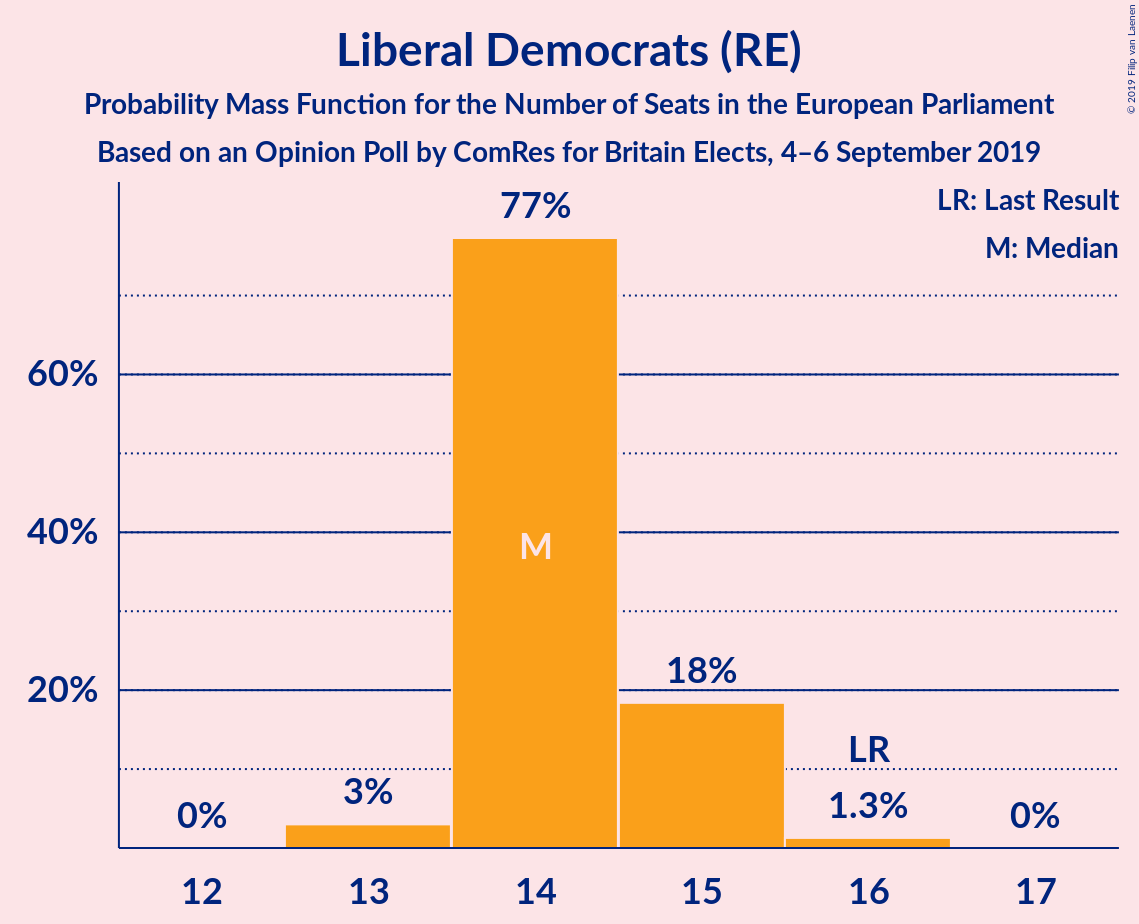 Liberal Democrats (RE)
Probability Mass Function for the Number of Seats in the European Parliament
Based on an Opinion Poll by ComRes for Britain Elects, 4–6 September 2019
© 2019 Filip van Laenen
LR: Last Result
M: Median
77%
60%
40%
20%
M
18%
LR
0%
3%
1.3%
0%
12
13
14
15
16
17